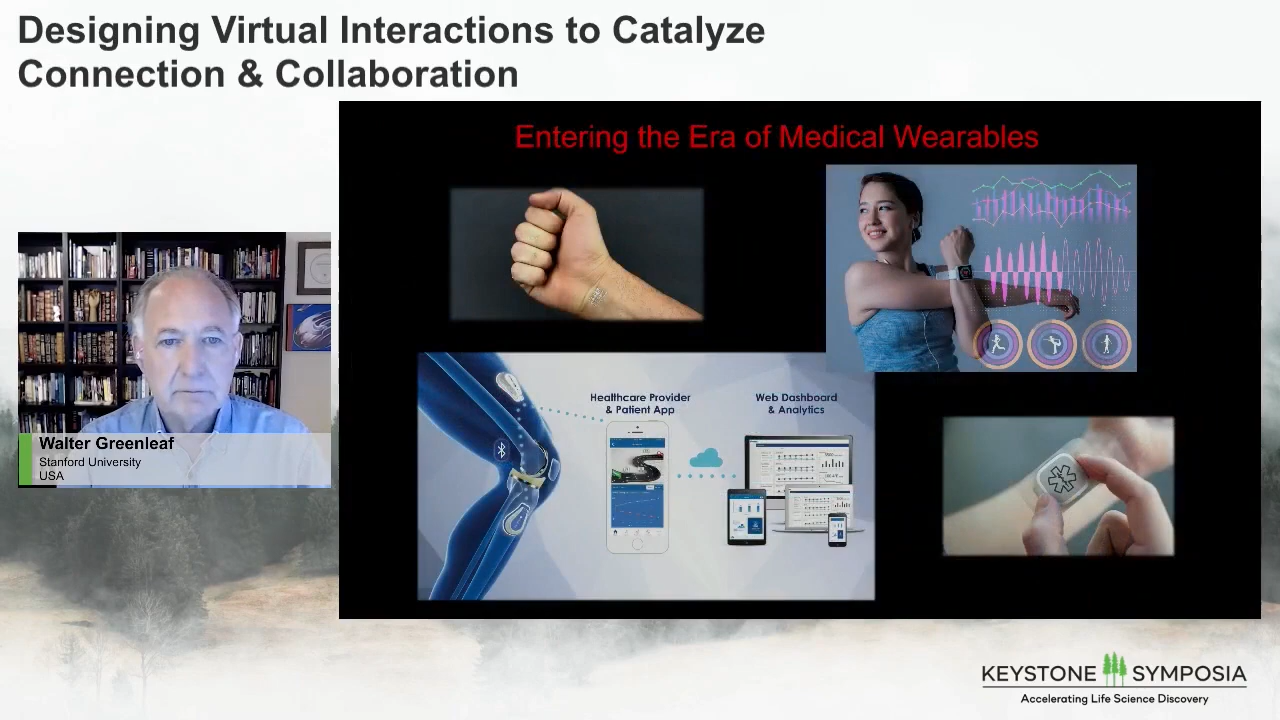 Designing Virtual Interactions to Catalyze
Connection & Collaboration
Entering the Era of Medical Wearables
Healthcare Provider
& Patient App
Web Dashboard
& Analytics
Walter Greenleaf
Stanford University
USA
KEYSTONE SYMPOSIA
Accelerating Life Science Discovery